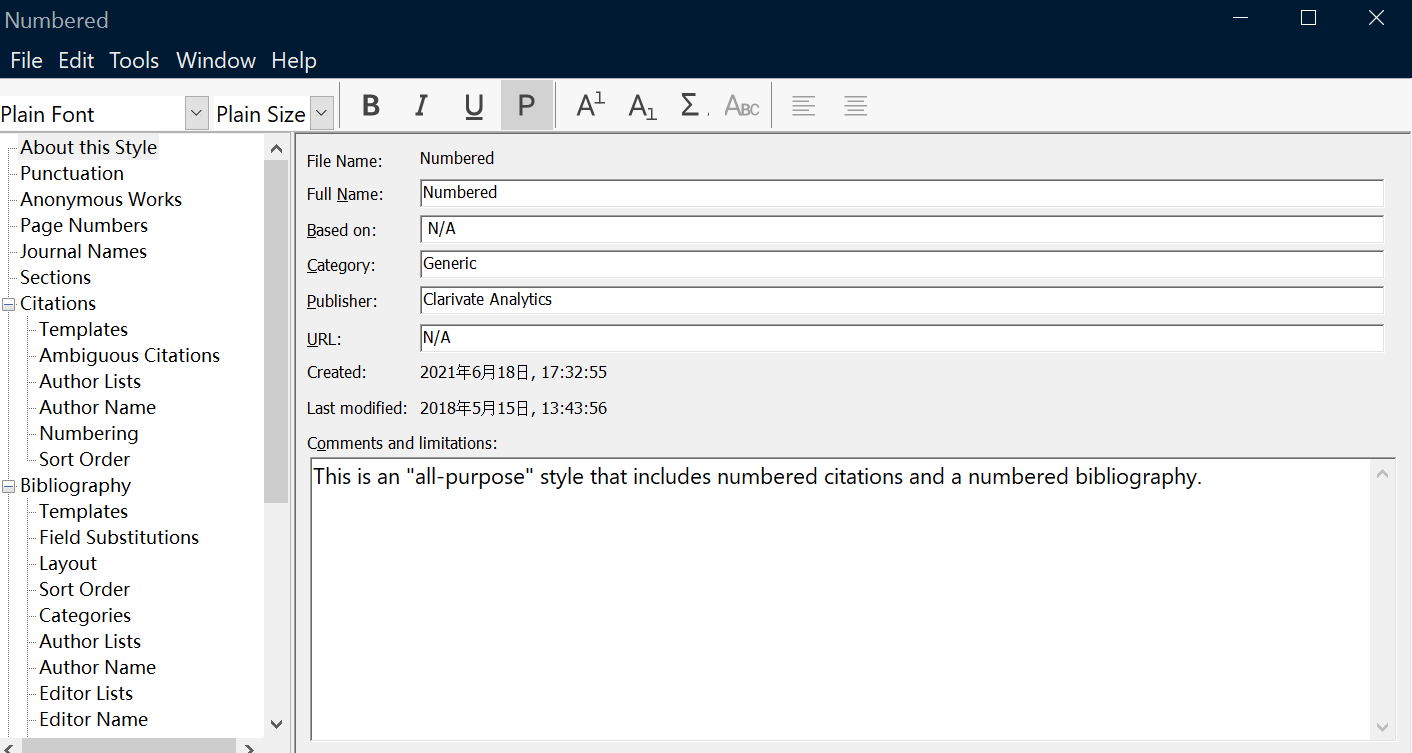 Numbered
File Edit Tools Window Help
Plain Font Plain Size B I U P A1 A1 Σ. ABC
About this Style
Punctuation
Anonymous Works
Page Numbers
Journal Names
Sections
Citations
Templates
Ambiguous Citations
Author Lists
Author Name
Numbering
Sort Order
Bibliography
Templates
Field Substitutions
Layout
Sort Order
Categories
Author Lists
Author Name
Editor Lists
Editor Name
File Name: Numbered
Full Name: Numbered
Based on: N/A
Category: Generic
Publisher: Clarivate Analytics
URL: N/A
Created: 2021年6月18日, 17:32:55
Last modified: 2018年5月15日, 13:43:56
Comments and limitations:
This is an "all-purpose" style that includes numbered citations and a numbered bibliography.